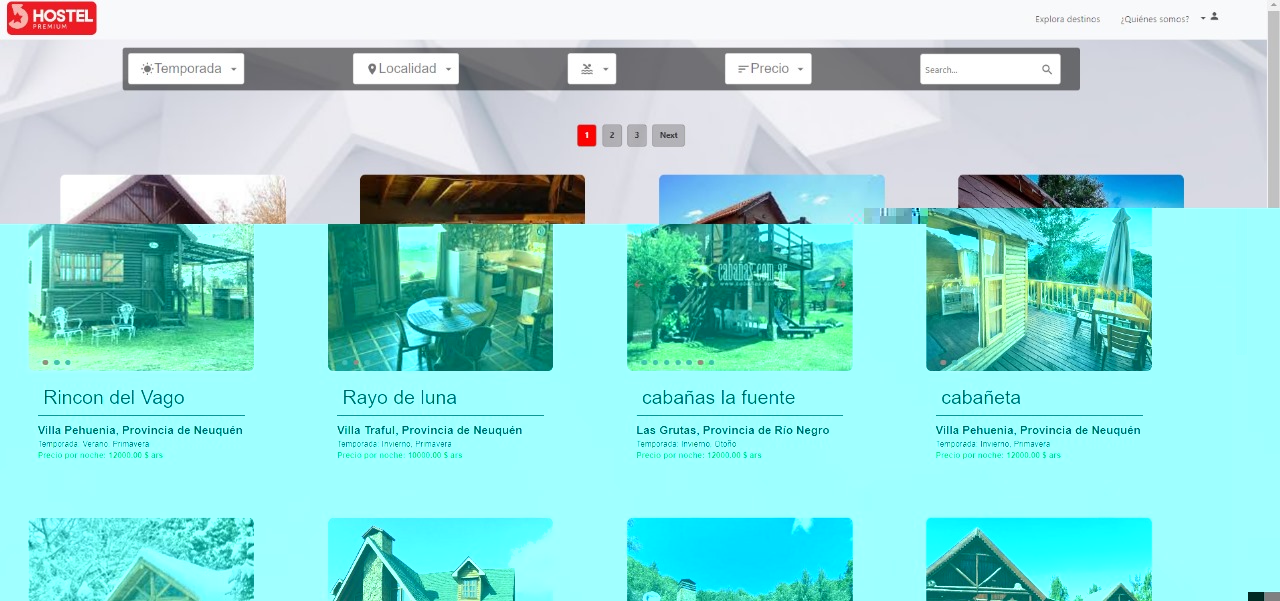 HOSTEL
PREMIUM
Explora destinos
¿Quiénes somos?
Temporada
Localidad
Precio
Search...
1
2
3
Next
cabañas.com.ar
Rincon del Vago
Villa Pehuenia, Provincia de Neuquén
Temporada: Verano, Primavera
Precio por noche: 12000.00 $ ars
Rayo de luna
Villa Traful, Provincia de Neuquén
Temporada: Invierno, Primavera
Precio por noche: 10000.00 $ ars
cabañas la fuente
Las Grutas, Provincia de Río Negro
Temporada: Invierno, Otoño
Precio por noche: 12000.00 $ ars
cabañeta
Villa Pehuenia, Provincia de Neuquén
Temporada: Invierno, Primavera
Precio por noche: 12000.00 $ ars